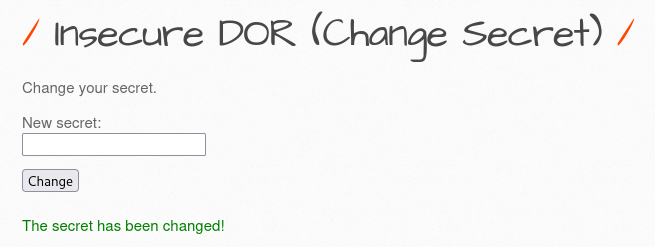 / Insecure DOR (Change Secret) /
Change your secret.
New secret:
Change
The secret has been changed!